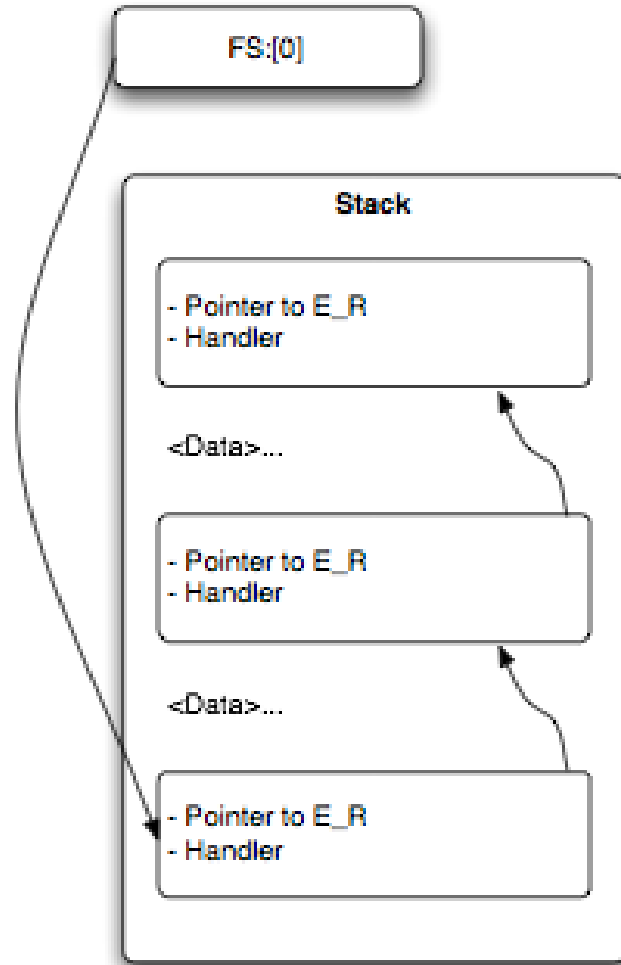 FS:[0]
Stack
- Pointer to E_R
- Handler
<Data>...
- Pointer to E_R
- Handler
<Data>...
- Pointer to E_R
- Handler